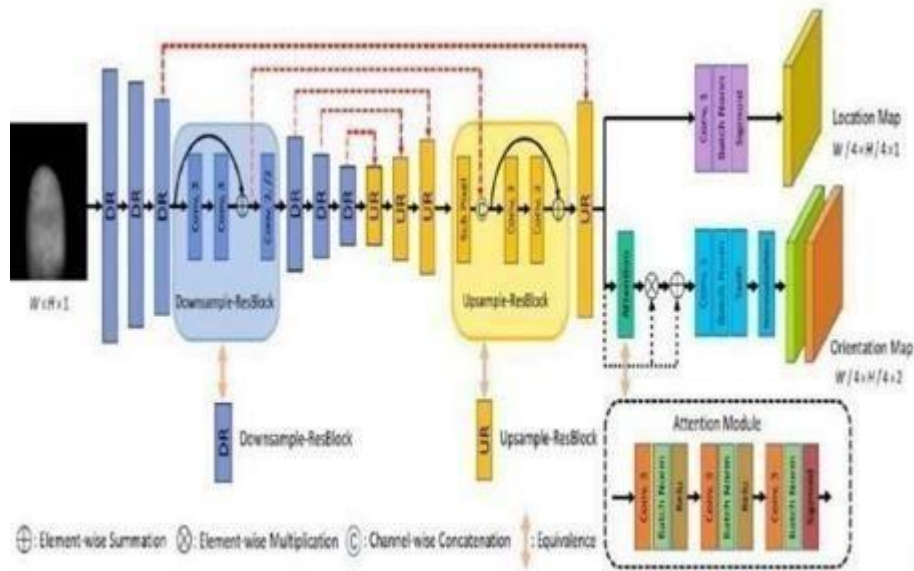 W×H×1
DR
DR
DR
Conv. 3
Conv. 3
Conv. 2, /2
Downsample-ResBlock
DR
DR
DR
UR
UR
UR
Sub-Pixel
Conv. 3
Conv. 3
Upsample-ResBlock
UR
Conv. 3
Batch Norm
Sigmoid
Location Map
W/4×H/4×1
Attention
Conv. 3
Batch Norm
Tanh
Orientation Map
W/4×H/4×2
DR
Downsample-ResBlock
UR
Upsample-ResBlock
Attention Module
Conv. 3
Batch Norm
Relu
Conv. 3
Batch Norm
Relu
Conv. 3
Batch Norm
Sigmoid
: Element-wise Summation
: Element-wise Multiplication
C : Channel-wise Concatenation
: Equivalence